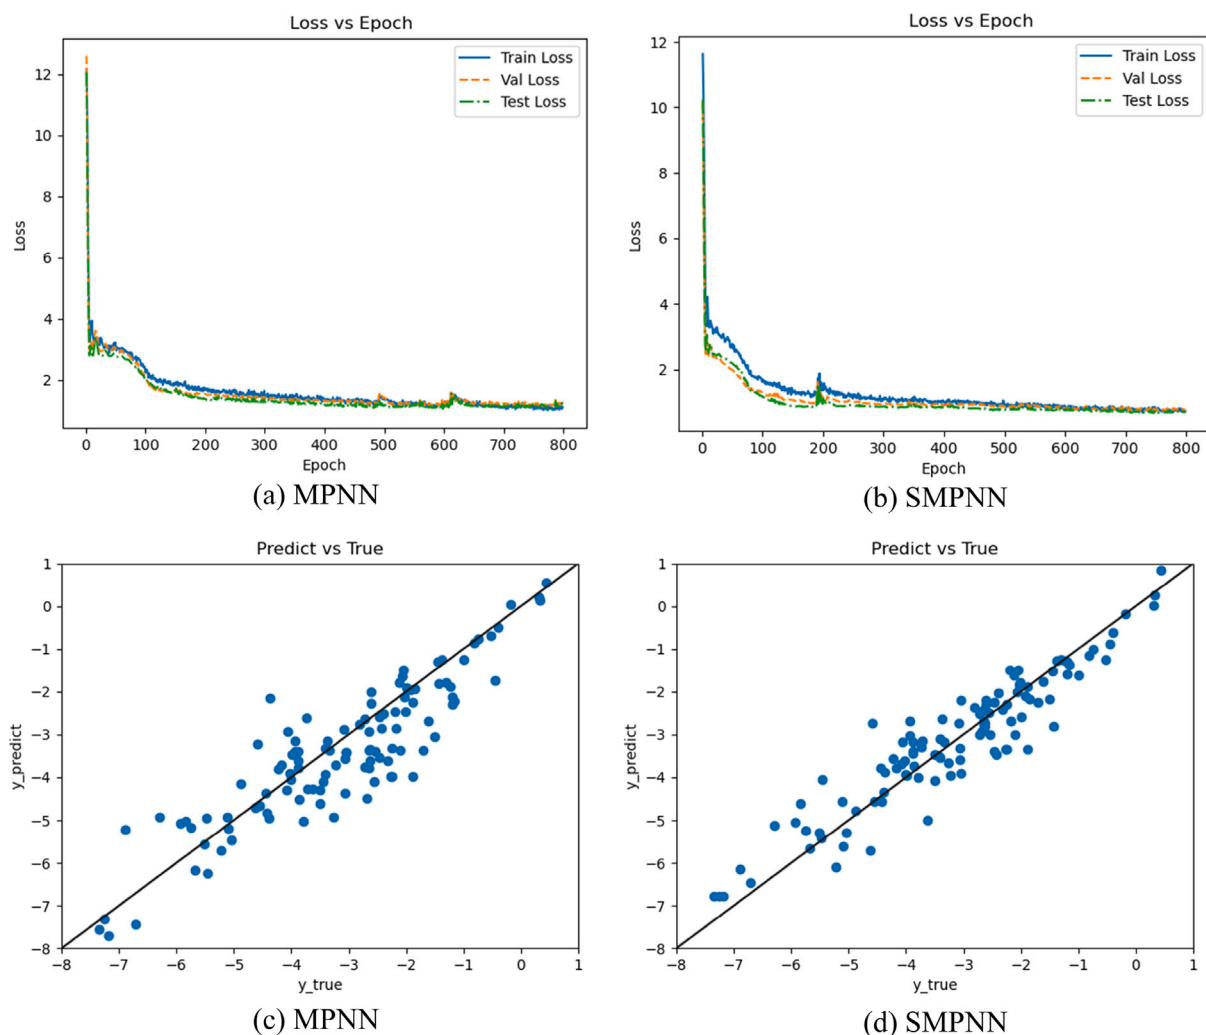 Loss vs Epoch
Train Loss
Val Loss
Test Loss
12
10
8
6
4
2
Loss
0 100 200 300 400 500 600 700 800
Epoch
(a) MPNN
Loss vs Epoch
Train Loss
Val Loss
Test Loss
12
10
8
6
4
2
Loss
0 100 200 300 400 500 600 700 800
Epoch
(b) SMPNN
Predict vs True
1
0
−1
−2
−3
−4
−5
−6
−7
−8
y_predict
−8 −7 −6 −5 −4 −3 −2 −1 0 1
y_true
(c) MPNN
Predict vs True
1
0
−1
−2
−3
−4
−5
−6
−7
−8
y_predict
−8 −7 −6 −5 −4 −3 −2 −1 0 1
y_true
(d) SMPNN